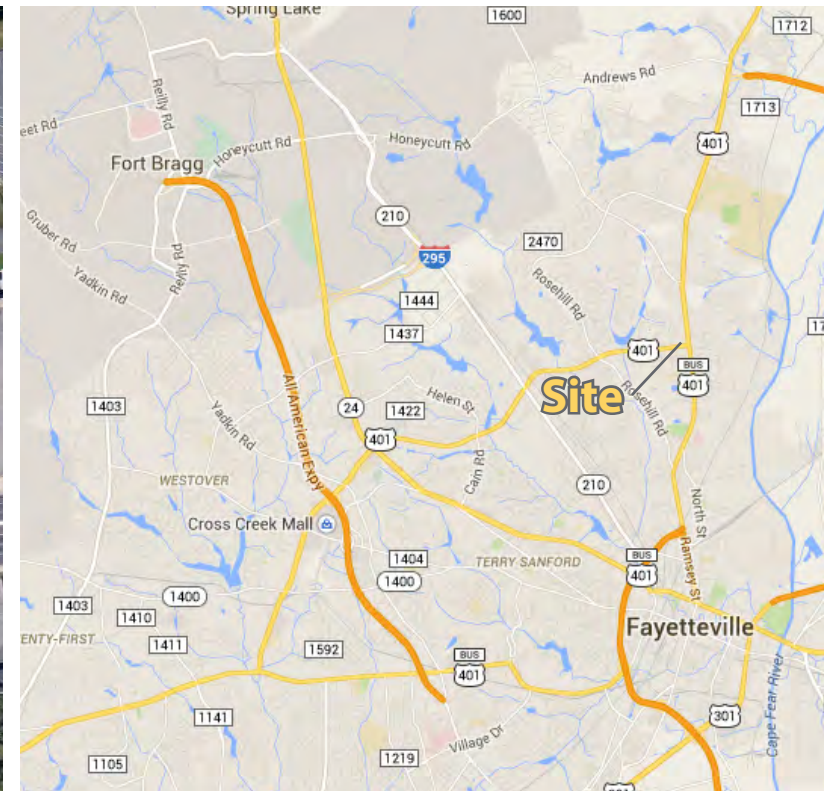 Spring Lake
1600
1712
Andrews Rd
Reilly Rd
1713
eet Rd
Honeycutt Rd
Honeycutt Rd
401
Fort Bragg
210
Gruber Rd
2470
295
Reilly Rd
Yadkin Rd
Rosehill Rd
1444
1437
17
401
BUS
401
Site
Rosehill Rd
All American Expy
Helen St
24
1422
1403
Yadkin Rd
401
Cain Rd
WESTOVER
210
North St
Cross Creek Mall
Ramsey St
1404
TERRY SANFORD
BUS
401
1400
1400
1403
1410
Fayetteville
ENTY-FIRST
1411
1592
BUS
401
Cape Fear River
1141
301
Village Dr
1105
1219
301